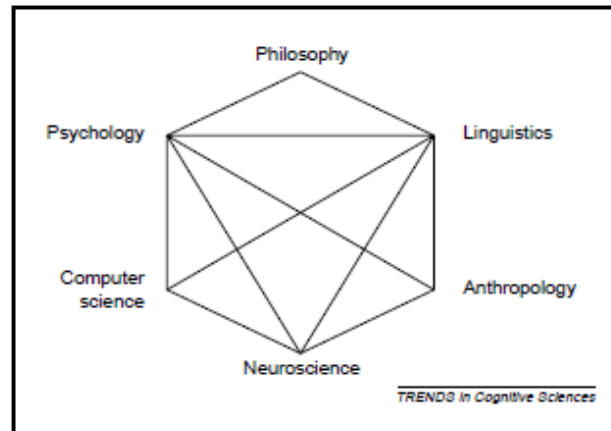 Philosophy
Psychology
Linguistics
Computer
science
Anthropology
Neuroscience
TRENDS in Cognitive Sciences